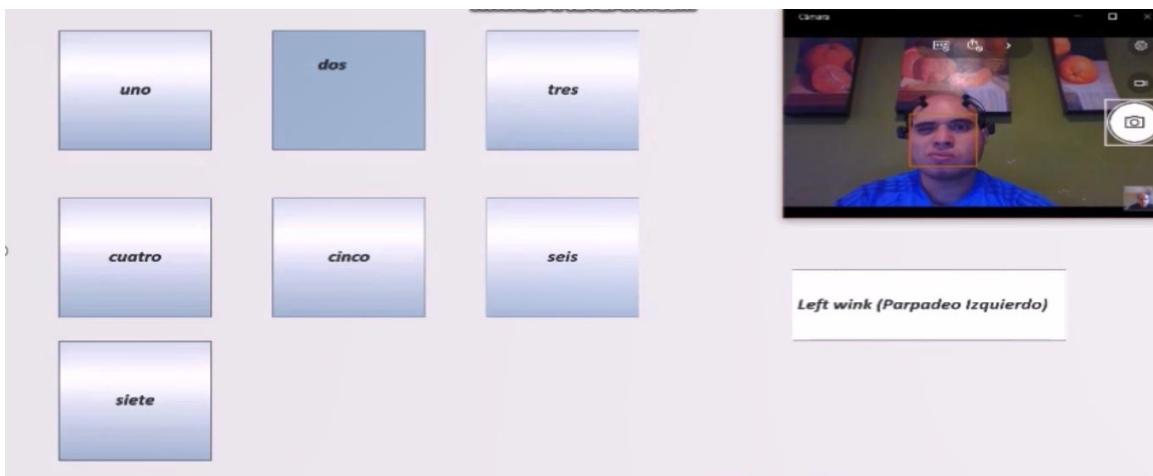 uno
dos
tres
Cámara
cuatro
cinco
seis
Left wink (Parpadeo Izquierdo)
siete